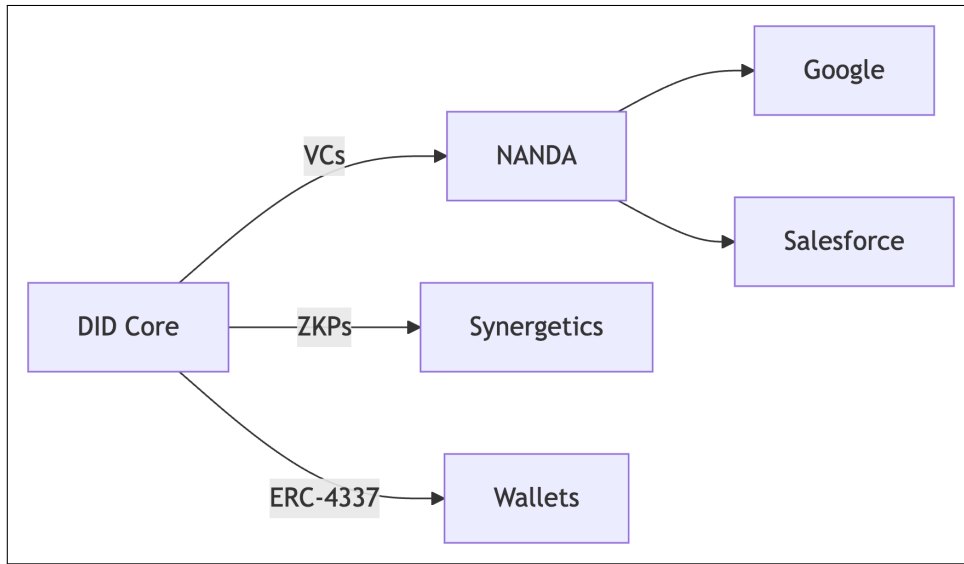 Google
VCs
NANDA
Salesforce
DID Core
ZKPs
Synergetics
ERC-4337
Wallets